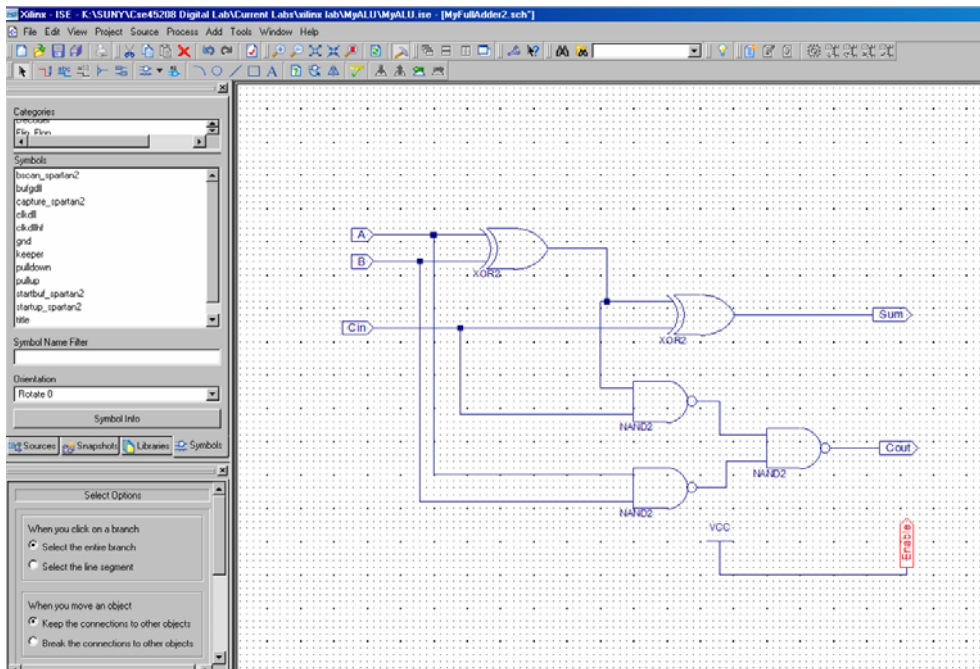 Xilinx - ISE - K:\SUNY\Cse45208 Digital Lab\Current Labs\xilinx lab\MyALU\MyALU.ise - [MyFullAdder2.sch*]
File Edit View Project Source Process Add Tools Window Help
Categories
Decoder
Flip_Flop
Symbols
bscan_spartan2
bufgdll
capture_spartan2
clkdll
clkdllhf
gnd
keeper
pulldown
pullup
startbuf_spartan2
startup_spartan2
title
Symbol Name Filter
Orientation
Rotate 0
Symbol Info
Sources Snapshots Libraries Symbols
Select Options
When you click on a branch
Select the entire branch
Select the line segment
When you move an object
Keep the connections to other objects
Break the connections to other objects
A
B
XOR2
Cin
Sum
XOR2
NAND2
Cout
NAND2
NAND2
VCC
Enable